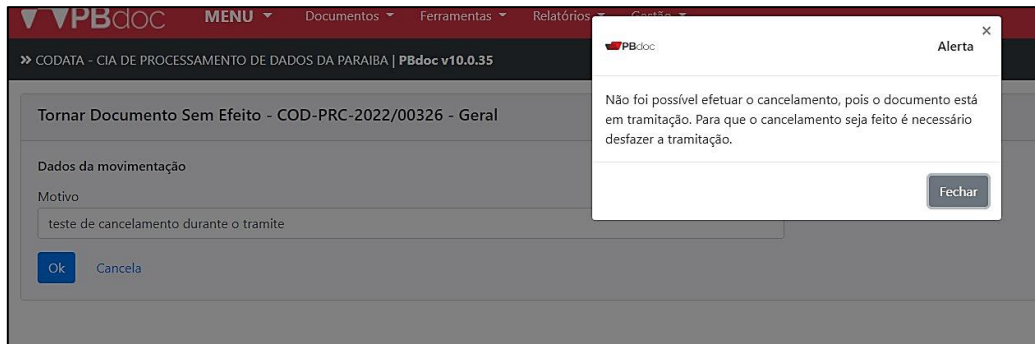 PBdoc MENU Documentos Ferramentas Relatórios Gestão
CODATA - CIA DE PROCESSAMENTO DE DADOS DA PARAIBA | PBdoc v10.0.35
Tornar Documento Sem Efeito - COD-PRC-2022/00326 - Geral
Dados da movimentação
Motivo
teste de cancelamento durante o tramite
Ok Cancela
PBdoc Alerta ×
Não foi possível efetuar o cancelamento, pois o documento está
em tramitação. Para que o cancelamento seja feito é necessário
desfazer a tramitação.
Fechar